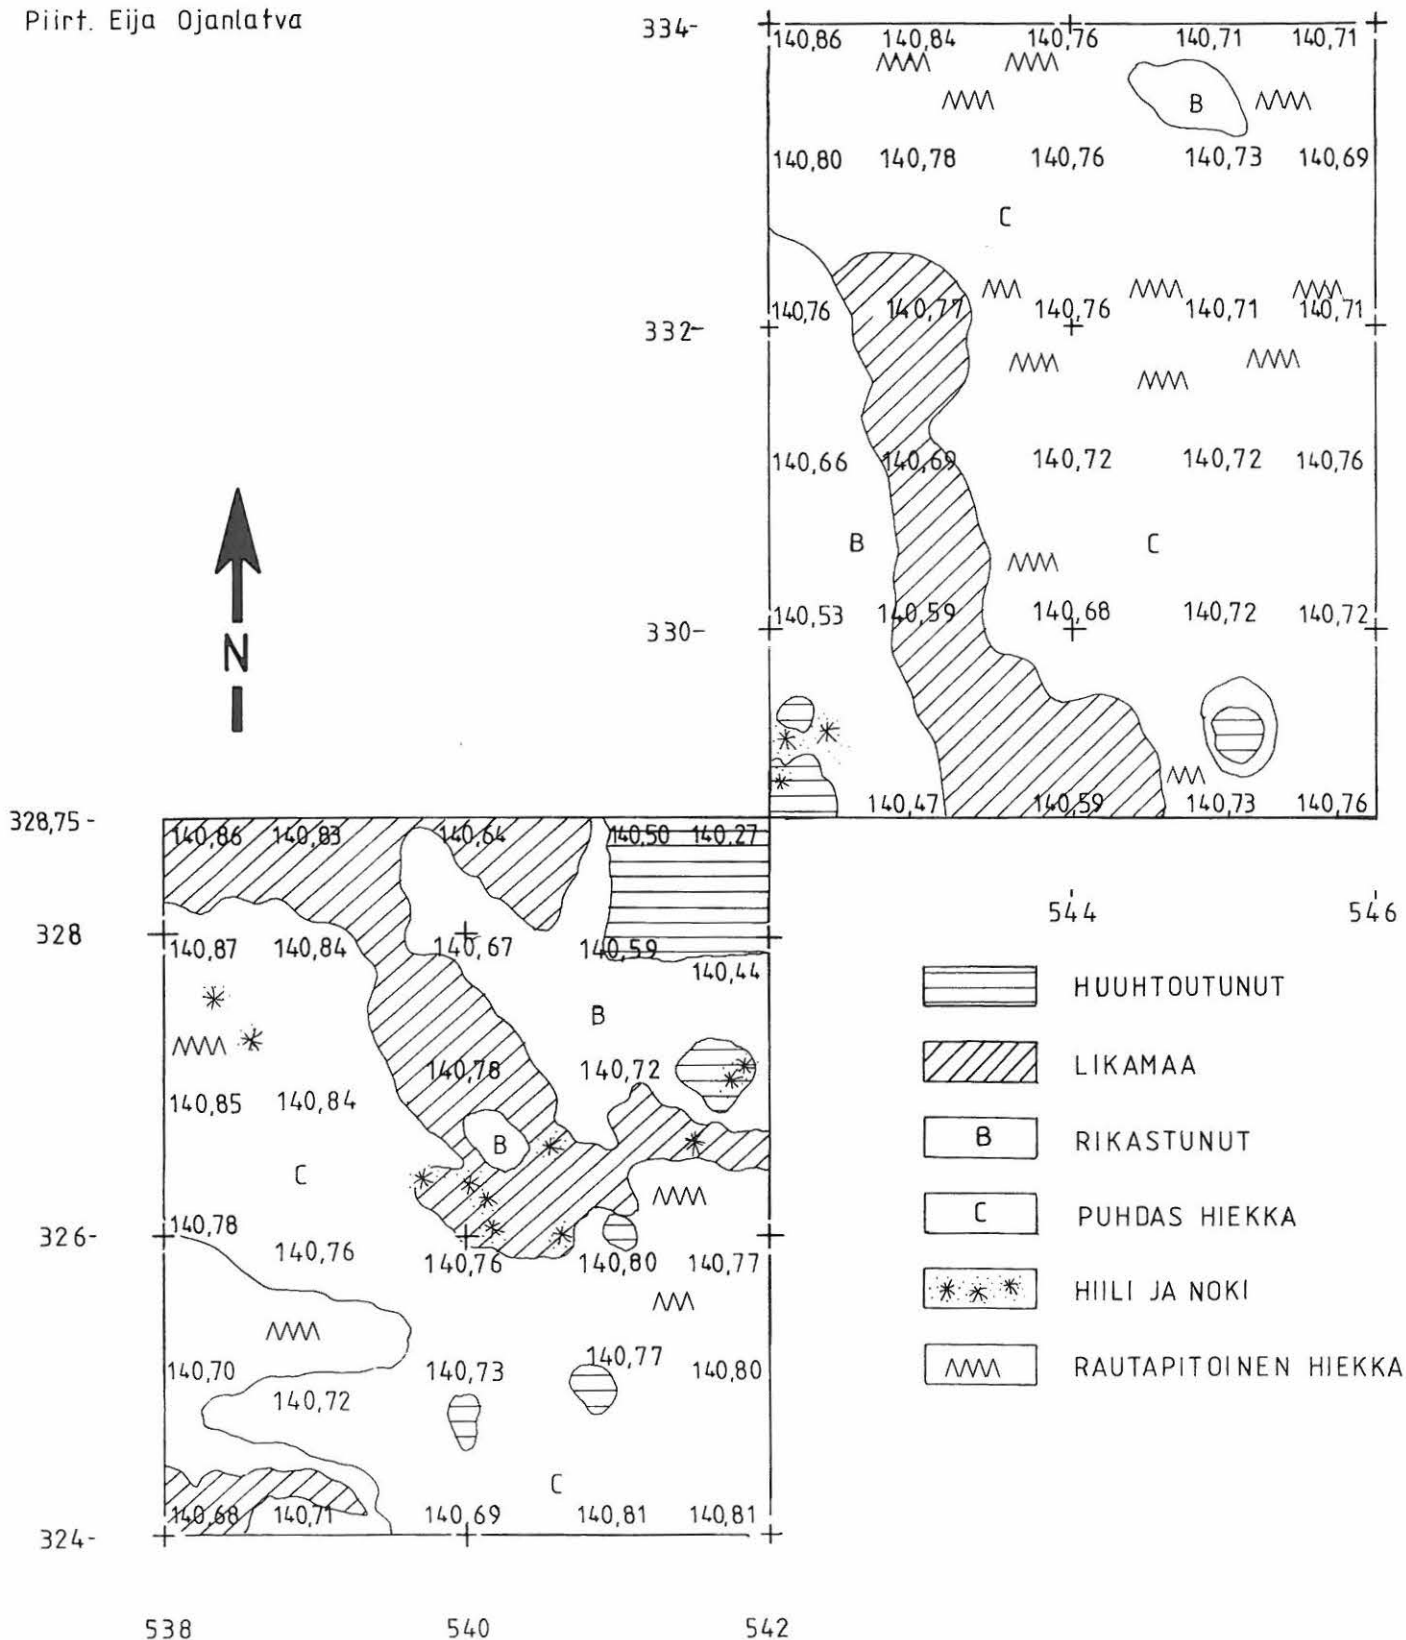 Piirt. Eija Ojanlatva
334-
140,86 140,84 140,76 140,71 140,71
B
140,80 140,78 140,76 140,73 140,69
C
140,76 140,77 140,76 140,71 140,71
332-
140,66 140,69 140,72 140,72 140,76
B C
140,53 140,59 140,68 140,72 140,72
330-
N
140,47 140,59 140,73 140,76
328,75-
140,86 140,83 140,64 140,50 140,27
544 546
328
140,87 140,84 140,67 140,59
140,44
B
140,78 140,72
140,85 140,84
B
C
140,78
326-
140,76 140,76 140,80 140,77
140,77
140,70 140,73 140,80
140,72
C
140,68 140,71 140,69 140,81 140,81
324-
538 540 542
HUUHTOUTUNUT
LIKAMAA
B RIKASTUNUT
C PUHDAS HIEKKA
HIILI JA NOKI
RAUTAPITOINEN HIEKKA